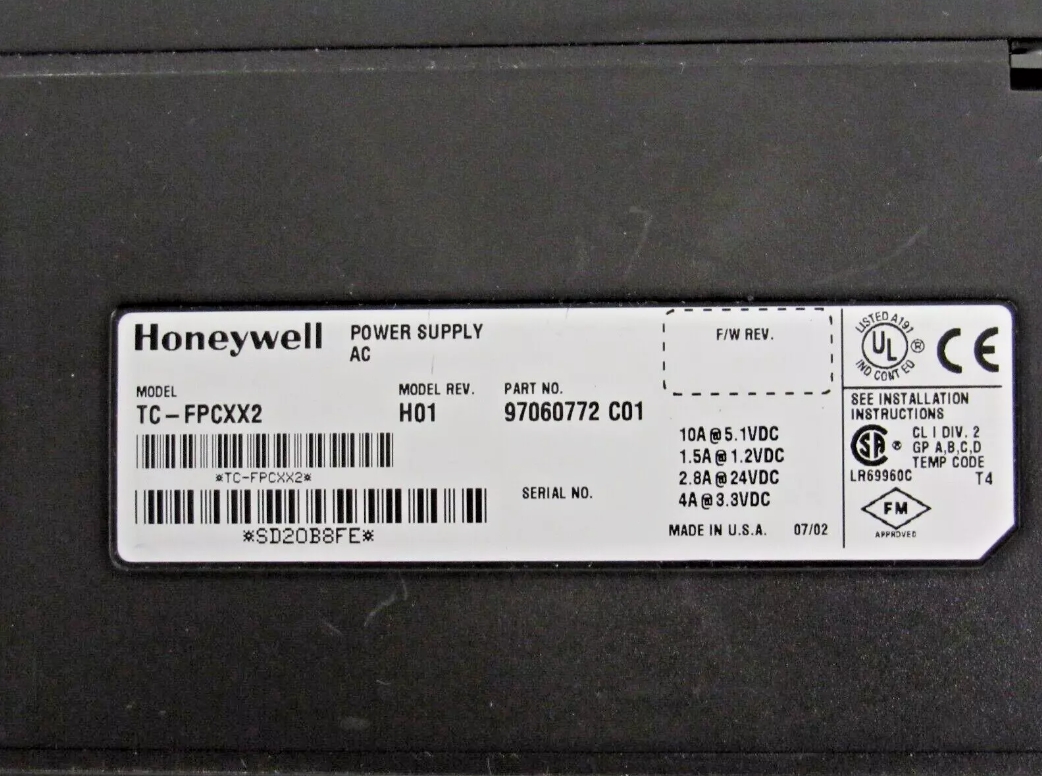 Honeywell
POWER SUPPLY
AC
MODEL
TC-FPCXX2
*TC-FPCXX2*
*SD20B8FE*
MODEL REV.
H01
PART NO.
97060772 C01
SERIAL NO.
F/W REV.
10A@5.1VDC
1.5A@1.2VDC
2.8A@24VDC
4A@3.3VDC
MADE IN U.S.A. 07/02
LISTED A191
UL ®
IND CONT EQ
CE
SEE INSTALLATION
INSTRUCTIONS
SA ®
LR69960C
CL I DIV. 2
GP A,B,C,D
TEMP CODE
T4
FM
APPROVED